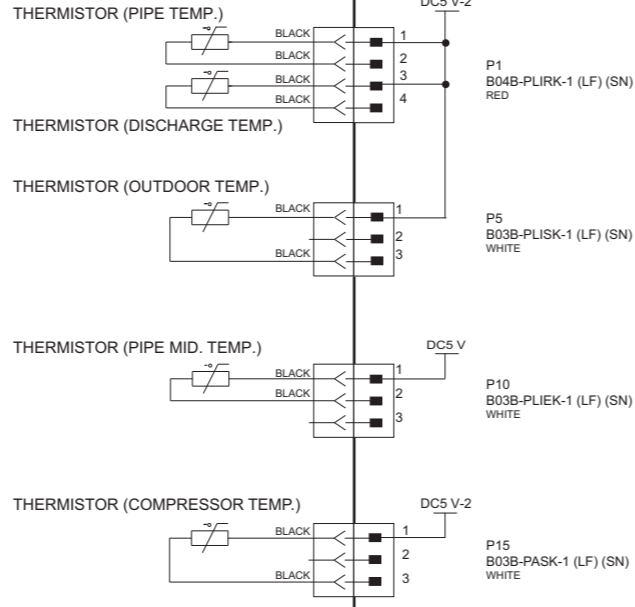 DC5 V-2
THERMISTOR (PIPE TEMP.)
BLACK 1
BLACK 2
BLACK 3
BLACK 4
P1
B04B-PLIRK-1 (LF) (SN)
RED
THERMISTOR (DISCHARGE TEMP.)
THERMISTOR (OUTDOOR TEMP.)
BLACK 1
2
BLACK 3
P5
B03B-PLISK-1 (LF) (SN)
WHITE
THERMISTOR (PIPE MID. TEMP.)
DC5 V
BLACK 1
BLACK 2
3
P10
B03B-PLIEK-1 (LF) (SN)
WHITE
THERMISTOR (COMPRESSOR TEMP.)
DC5 V-2
BLACK 1
2
BLACK 3
P15
B03B-PASK-1 (LF) (SN)
WHITE